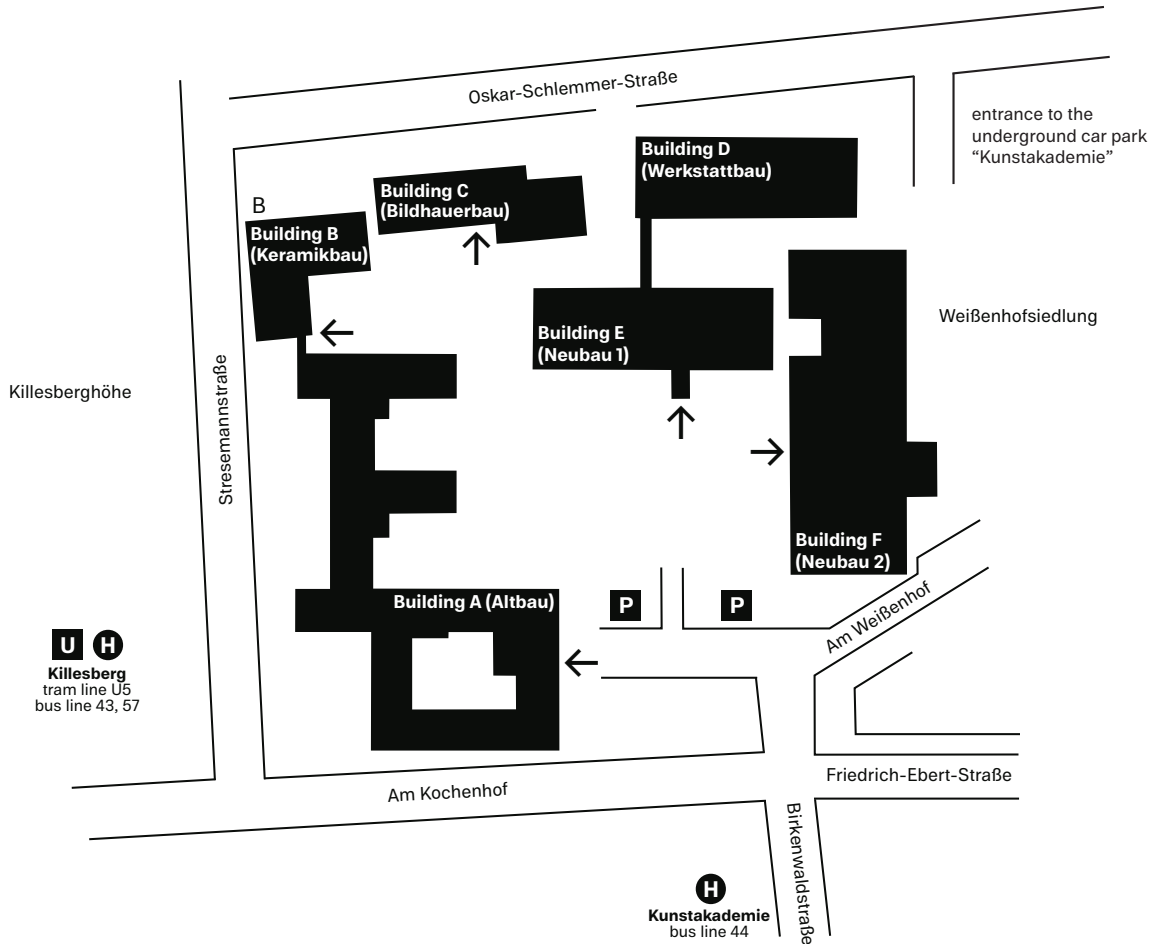 Oskar-Schlemmer-Straße
entrance to the
underground car park
“Kunstakademie”
Building D
(Werkstattbau)
Building C
(Bildhauerbau)
B
Building B
(Keramikbau)
Building E
(Neubau 1)
Weißenhofsiedlung
Killesberghöhe
Stresemannstraße
Building F
(Neubau 2)
Building A (Altbau)
P
P
Am Weißenhof
U H
Killesberg
tram line U5
bus line 43, 57
Am Kochenhof
Friedrich-Ebert-Straße
Birkenwaldstraße
H
Kunstakademie
bus line 44